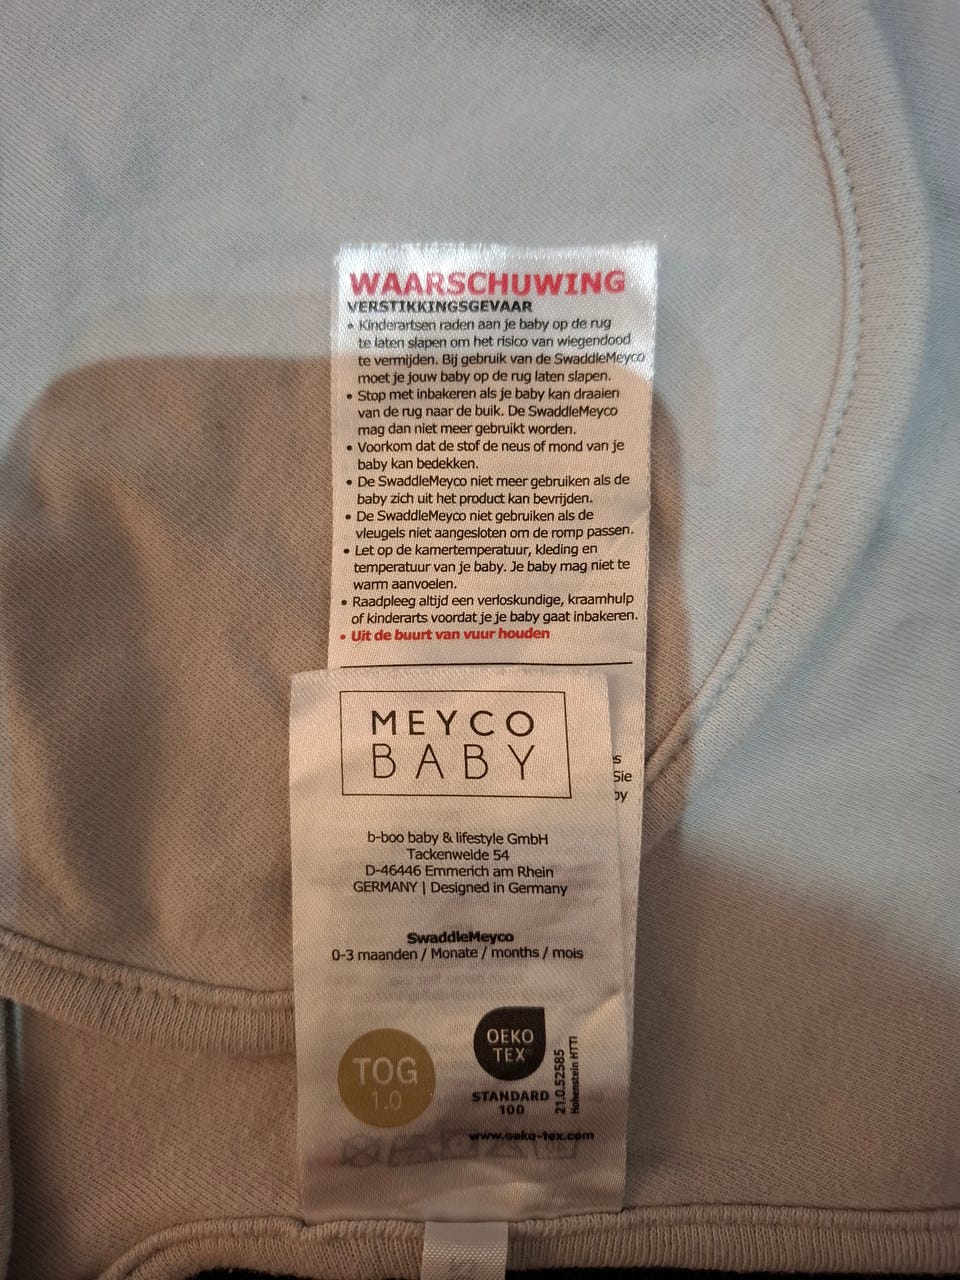 WAARSCHUWING
VERSTIKKINGSGEVAAR
• Kinderartsen raden aan je baby op de rug
te laten slapen om het risico van wiegendood
te vermijden. Bij gebruik van de SwaddleMeyco
moet je jouw baby op de rug laten slapen.
• Stop met inbakeren als je baby kan draaien
van de rug naar de buik. De SwaddleMeyco
mag dan niet meer gebruikt worden.
• Voorkom dat de stof de neus of mond van je
baby kan bedekken.
• De SwaddleMeyco niet meer gebruiken als de
baby zich uit het product kan bevrijden.
• De SwaddleMeyco niet gebruiken als de
vleugels niet aangesloten om de romp passen.
• Let op de kamertemperatuur, kleding en
temperatuur van je baby. Je baby mag niet te
warm aanvoelen.
• Raadpleeg altijd een verloskundige, kraamhulp
of kinderarts voordat je je baby gaat inbakeren.
• Uit de buurt van vuur houden
Sie
MEYCO
BABY
b-boo baby & lifestyle GmbH
Tackenweide 54
D-46446 Emmerich am Rhein
GERMANY | Designed in Germany
SwaddleMeyco
0-3 maanden / Monate / months / mois
TOG
1.0
OEKO
TEX®
STANDARD
100
21.0.52585
Hohenstein HTTI
www.oeko-tex.com